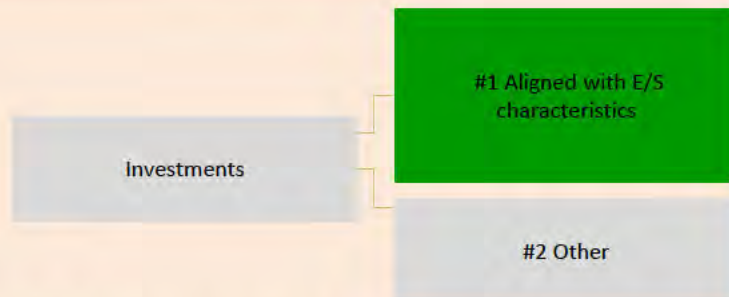 #1 Aligned with E/S
characteristics
Investments
#2 Other